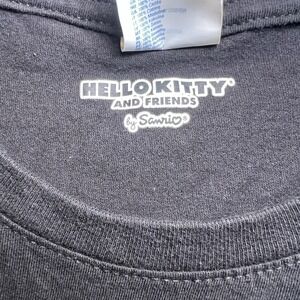 HELLO KITTY®
AND FRIENDS
by Sanrio®